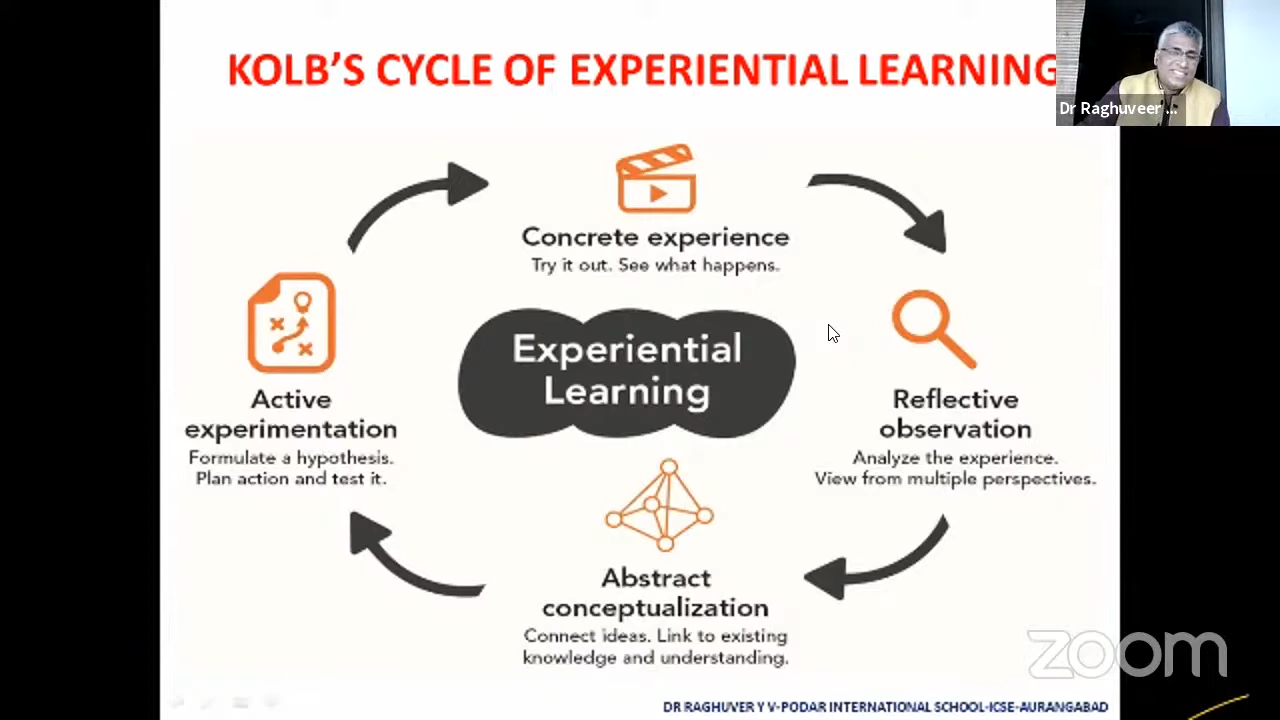 KOLB'S CYCLE OF EXPERIENTIAL LEARNING
Dr Raghuveer ...
Concrete experience
Try it out. See what happens.
Experiential
Learning
Reflective
observation
Analyze the experience.
View from multiple perspectives.
Abstract
conceptualization
Connect ideas. Link to existing
knowledge and understanding.
Active
experimentation
Formulate a hypothesis.
Plan action and test it.
zoom
DR RAGHUVER Y V-PODAR INTERNATIONAL SCHOOL-ICSE-AURANGABAD